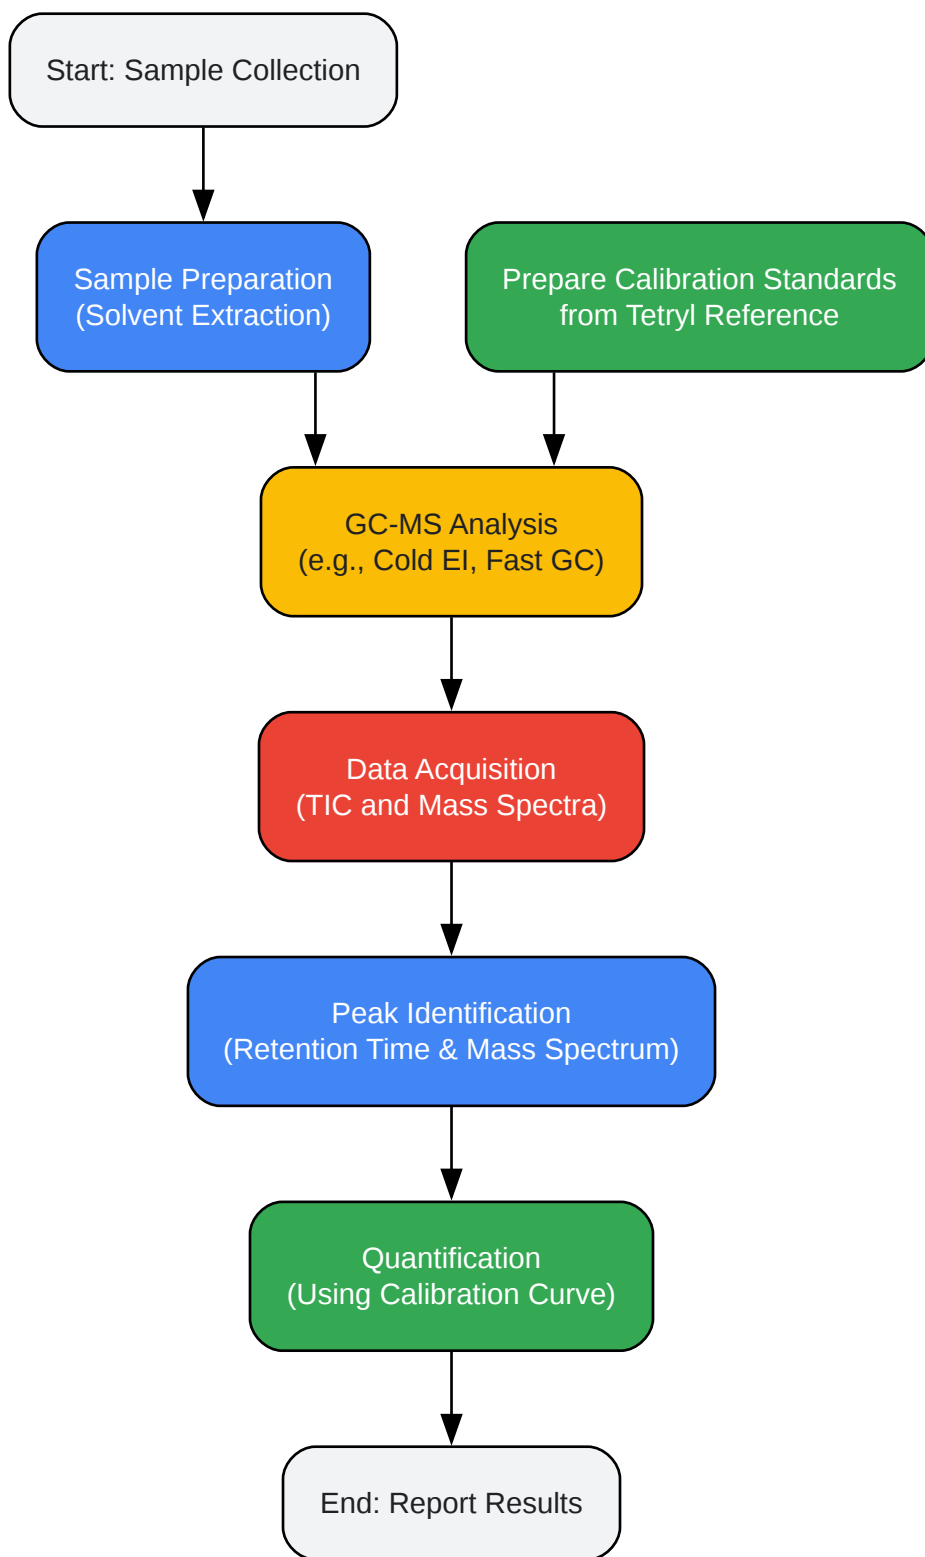 Start: Sample Collection
Sample Preparation
(Solvent Extraction)
Prepare Calibration Standards
from Tetryl Reference
GC-MS Analysis
(e.g., Cold EI, Fast GC)
Data Acquisition
(TIC and Mass Spectra)
Peak Identification
(Retention Time & Mass Spectrum)
Quantification
(Using Calibration Curve)
End: Report Results